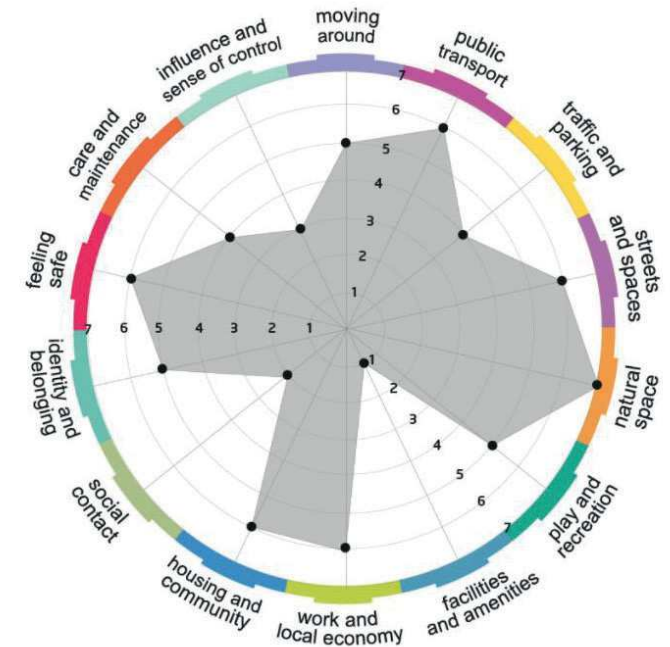 moving
around
public
transport
traffic and
parking
streets
and spaces
natural
space
play and
recreation
facilities
and amenities
work and
local economy
housing and
community
social
contact
identity and
belonging
feeling
safe
care and
maintenance
influence and
sense of control
7
6
5
4
3
2
1
7 6 5 4 3 2 1
1
2
3
4
5
6
7